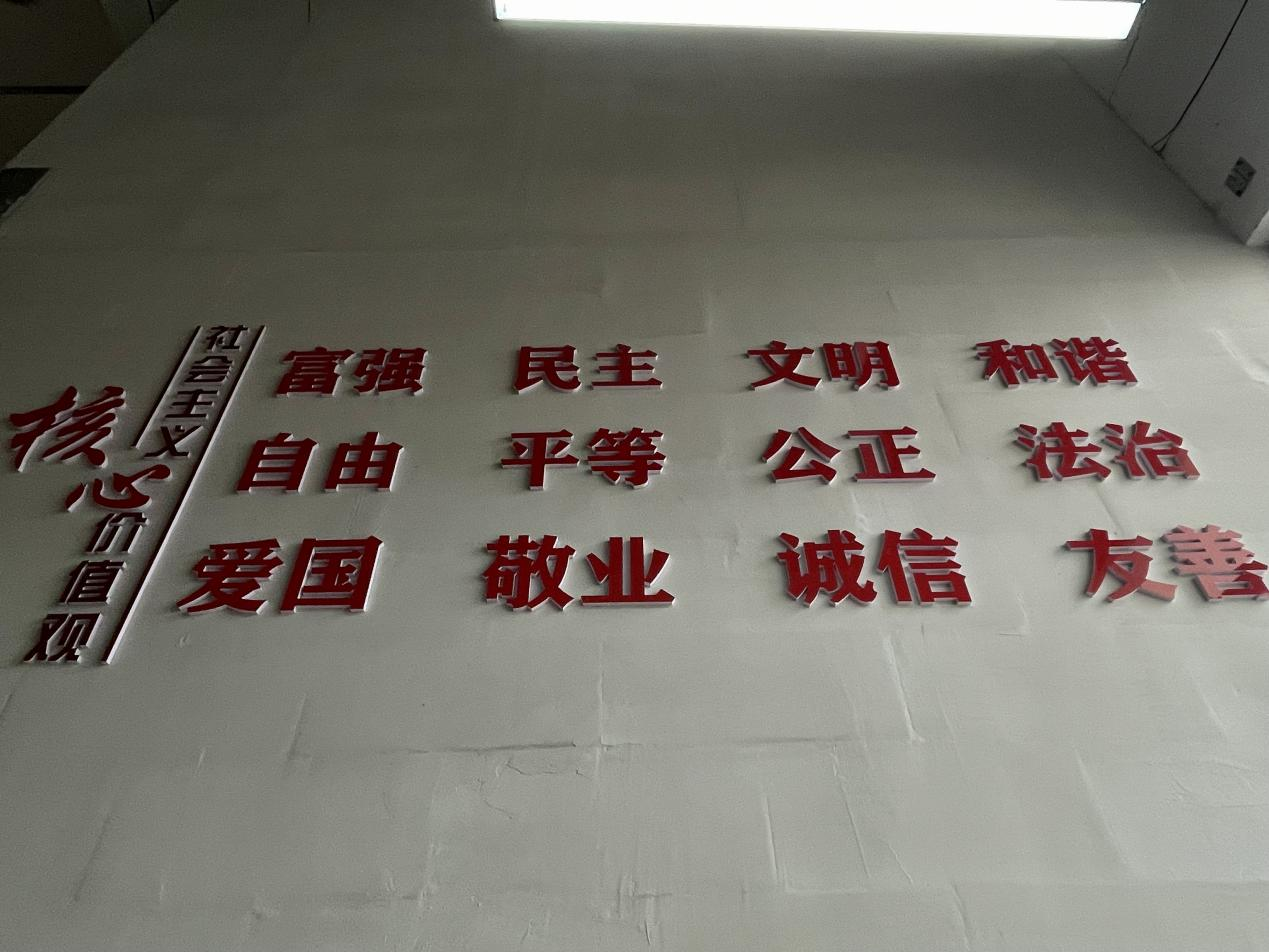 社会主义
核心价值观
富强 民主 文明 和谐
自由 平等 公正 法治
爱国 敬业 诚信 友善